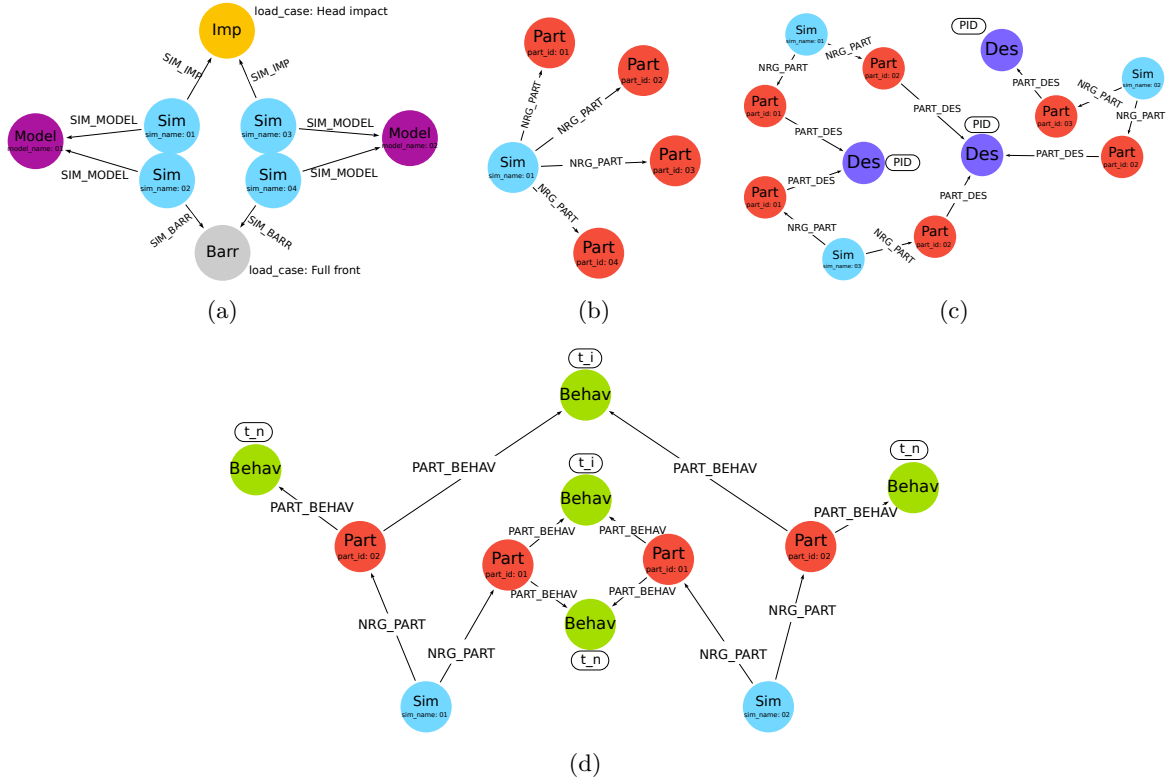 load_case: Head impact
Imp
SIM_IMP
SIM_IMP
SIM_MODEL
Sim
sim_name: 01
Sim
sim_name: 03
SIM_MODEL
Model
model_name: 01
Model
model_name: 02
SIM_MODEL
Sim
sim_name: 02
Sim
sim_name: 04
SIM_MODEL
SIM_BARR
SIM_BARR
Barr
load_case: Full front
(a)
Part
part_id: 01
Part
part_id: 02
NRG_PART
NRG_PART
Sim
sim_name: 01
NRG_PART
Part
part_id: 03
NRG_PART
Part
part_id: 04
(b)
Sim
sim_name: 01
NRG_PART
NRG_PART
Part
part_id: 02
Part
part_id: 01
PART_DES
PART_DES
Des
PID
PID
Des
PID
Des
PART_DES
Sim
sim_name: 02
NRG_PART
NRG_PART
Part
part_id: 03
PART_DES
Part
part_id: 02
PART_DES
Part
part_id: 01
NRG_PART
PART_DES
Part
part_id: 02
NRG_PART
Sim
sim_name: 03
(c)
t_i
Behav
t_n
Behav
PART_BEHAV
PART_BEHAV
t_n
Behav
PART_BEHAV
t_i
Behav
PART_BEHAV
PART_BEHAV
PART_BEHAV
Part
part_id: 02
Part
part_id: 01
Part
part_id: 01
Part
part_id: 02
PART_BEHAV
PART_BEHAV
Behav
t_n
NRG_PART
NRG_PART
NRG_PART
NRG_PART
Sim
sim_name: 01
Sim
sim_name: 02
(d)